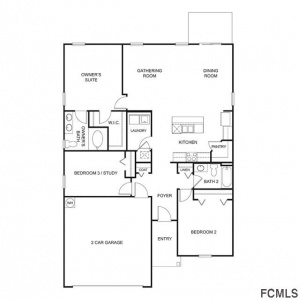 OWNER'S
SUITE
GATHERING
ROOM
DINING
ROOM
OWNER'S
BATH
W.I.C.
LAUNDRY
KITCHEN
PANTRY
COAT
LINEN
BATH 2
BEDROOM 3 / STUDY
FOYER
BEDROOM 2
2 CAR GARAGE
ENTRY
FCMLS